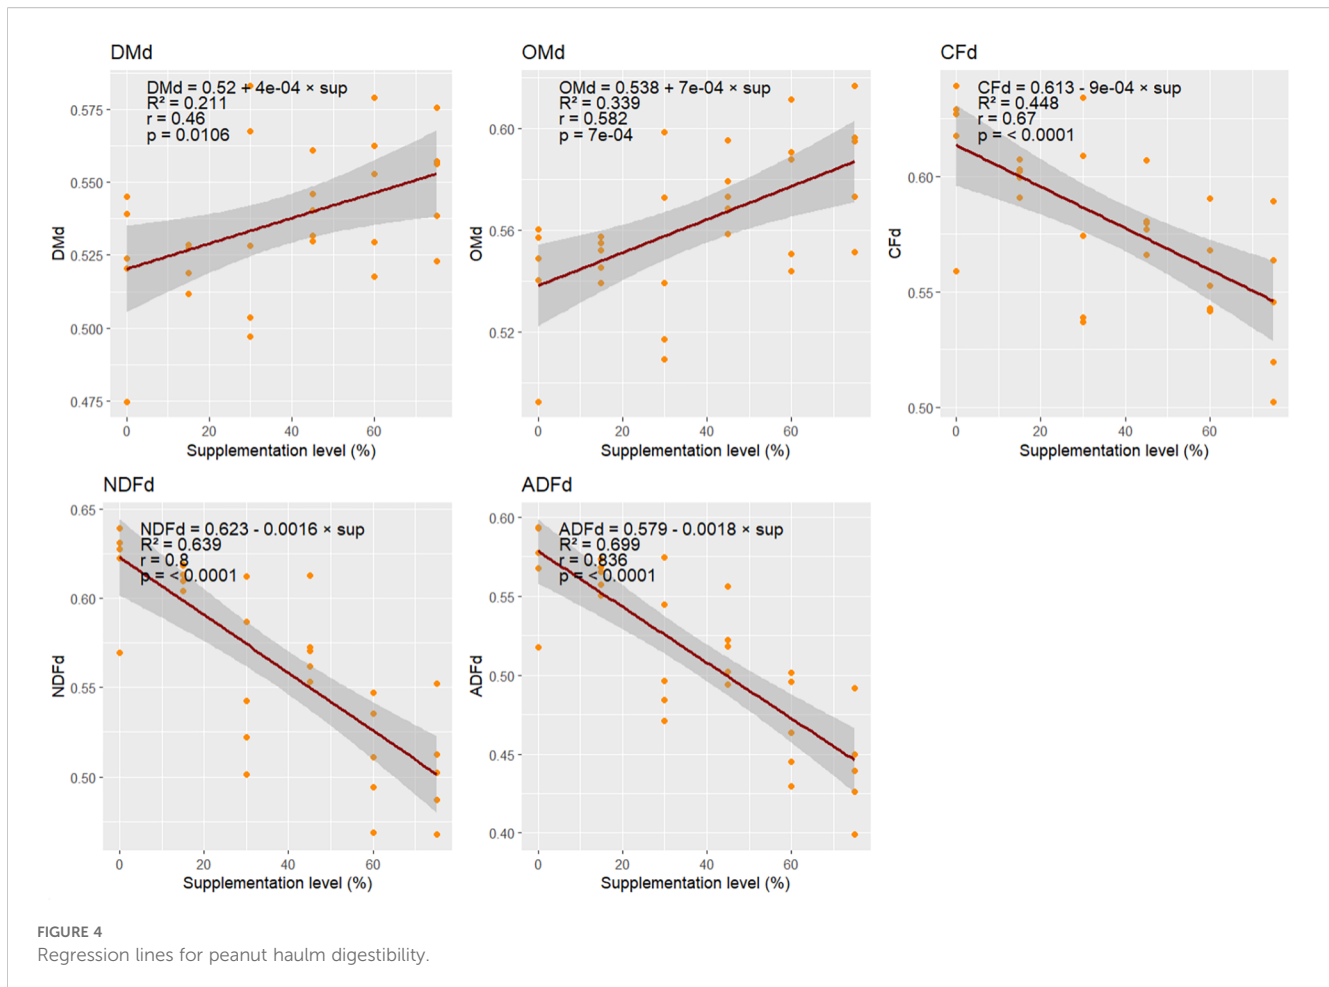 DMd
DMd = 0.52 + 4e-04 × sup
R² = 0.211
r = 0.46
p = 0.0106
0.575
0.550
0.525
0.500
0.475
DMd
0
20
40
60
Supplementation level (%)
OMd
OMd = 0.538 + 7e-04 × sup
R² = 0.339
r = 0.582
p = 7e-04
0.60
0.56
0.52
OMd
0
20
40
60
Supplementation level (%)
CFd
CFd = 0.613 - 9e-04 × sup
R² = 0.448
r = 0.67
p = < 0.0001
0.60
0.55
0.50
CFd
0
20
40
60
Supplementation level (%)
NDFd
NDFd = 0.623 - 0.0016 × sup
R² = 0.639
r = 0.8
p = < 0.0001
0.65
0.60
0.55
0.50
NDFd
0
20
40
60
Supplementation level (%)
ADFd
ADFd = 0.579 - 0.0018 × sup
R² = 0.699
r = 0.836
p = < 0.0001
0.60
0.55
0.50
0.45
0.40
ADFd
0
20
40
60
Supplementation level (%)
FIGURE 4
Regression lines for peanut haulm digestibility.